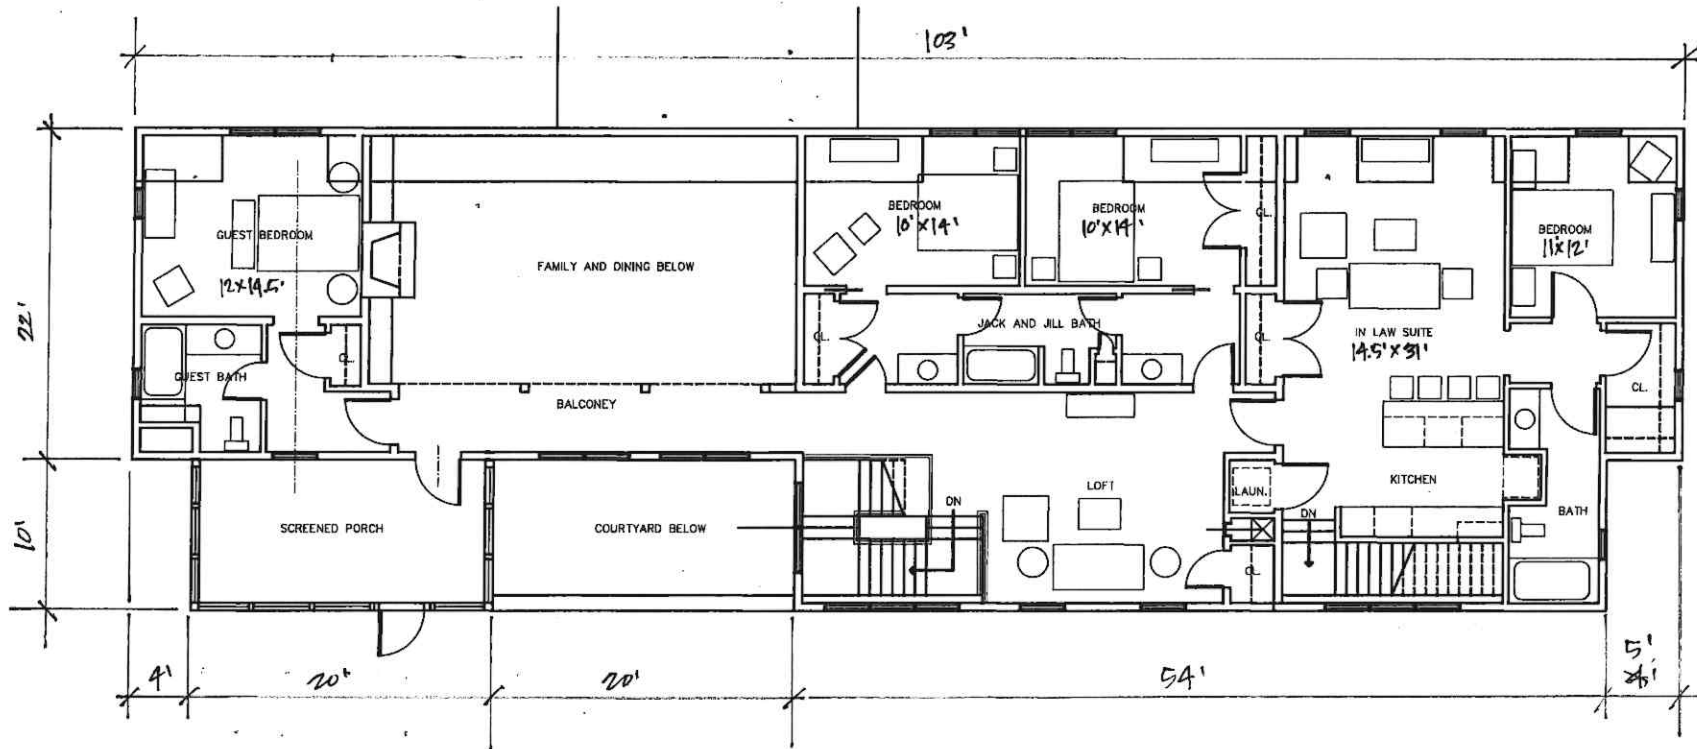 103'
22'
10'
GUEST BEDROOM
12X14.5'
FAMILY AND DINING BELOW
BEDROOM
10'X14'
BEDROOM
10'X14'
CL.
BEDROOM
11X12'
GUEST BATH
CL.
CL.
JACK AND JILL BATH
CL.
IN LAW SUITE
14.5'X31'
CL.
BALCONEY
SCREENED PORCH
COURTYARD BELOW
DN
LOFT
LAUN.
KITCHEN
DN
BATH
CL.
4'
20'
20'
54'
5'